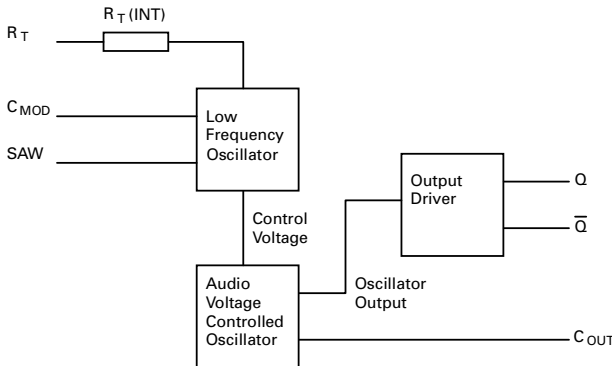 R T (INT)
R T
C MOD
SAW
Low
Frequency
Oscillator
Control
Voltage
Audio
Voltage
Controlled
Oscillator
Oscillator
Output
Output
Driver
Q
Q̅
C OUT